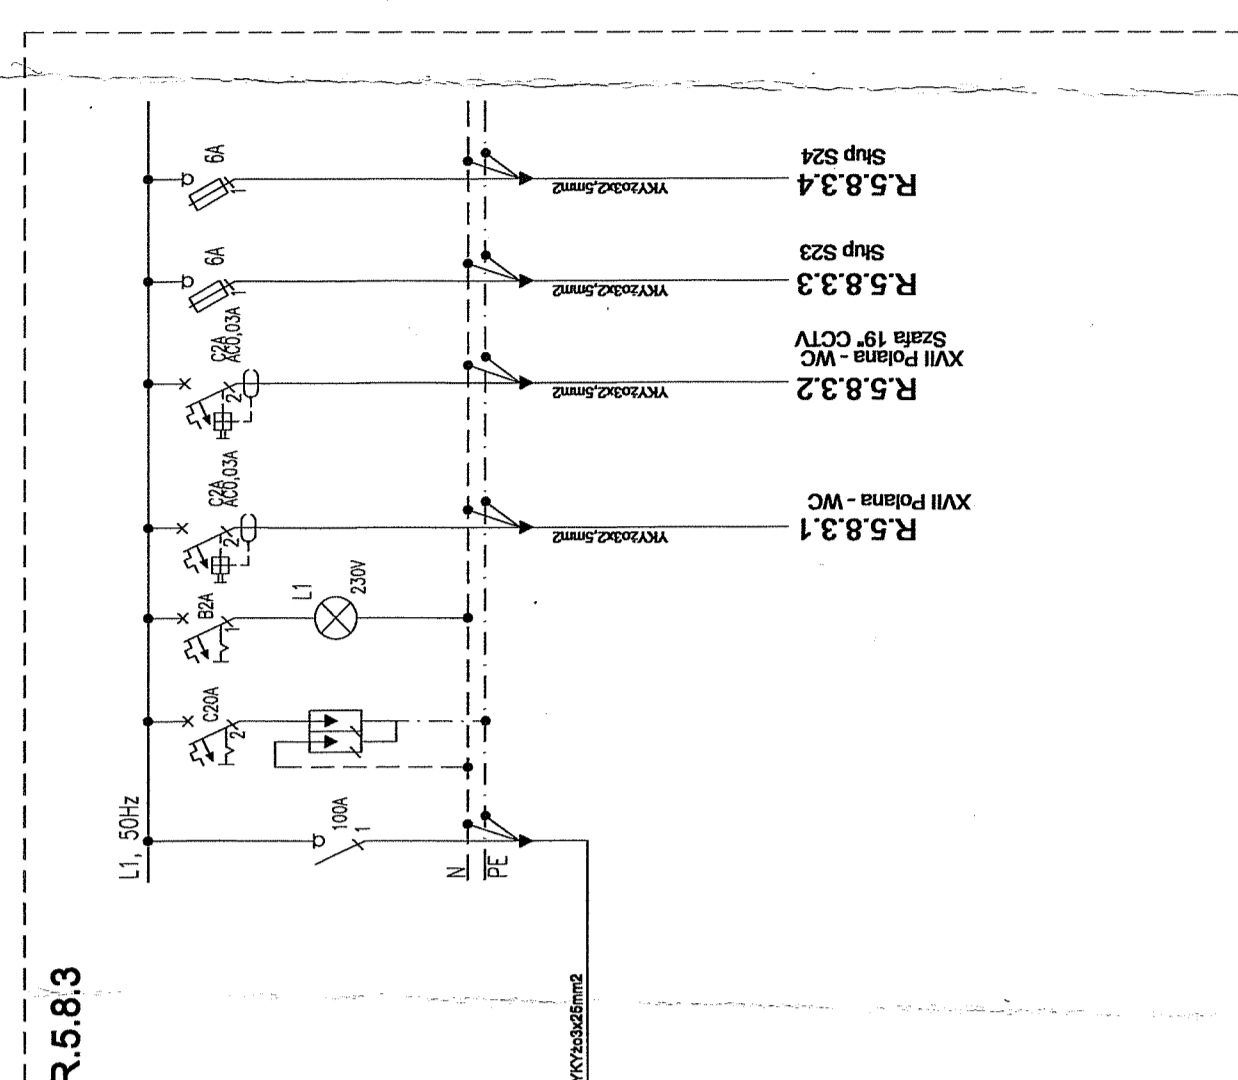 R.5.8.3
L1, 50Hz
N
PE
100A
1
YKYżo3x25mm2
C20A
2
B2A
1
L1
230V
C2A
AC0,03A
2
YKYżo3x2,5mm2
R.5.8.3.1
XVII Polana - WC
C2A
AC0,03A
2
YKYżo3x2,5mm2
R.5.8.3.2
XVII Polana - WC
Szafa 19" CCTV
6A
1
YKYżo3x2,5mm2
R.5.8.3.3
Słup S23
6A
1
YKYżo3x2,5mm2
R.5.8.3.4
Słup S24